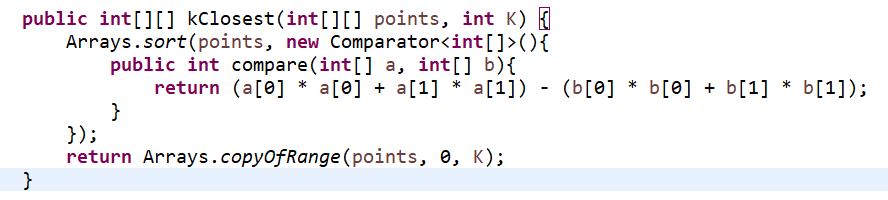 public int[][] kClosest(int[][] points, int K) {
    Arrays.sort(points, new Comparator<int[]>(){
        public int compare(int[] a, int[] b){
            return (a[0] * a[0] + a[1] * a[1]) - (b[0] * b[0] + b[1] * b[1]);
        }
    });
    return Arrays.copyOfRange(points, 0, K);
}